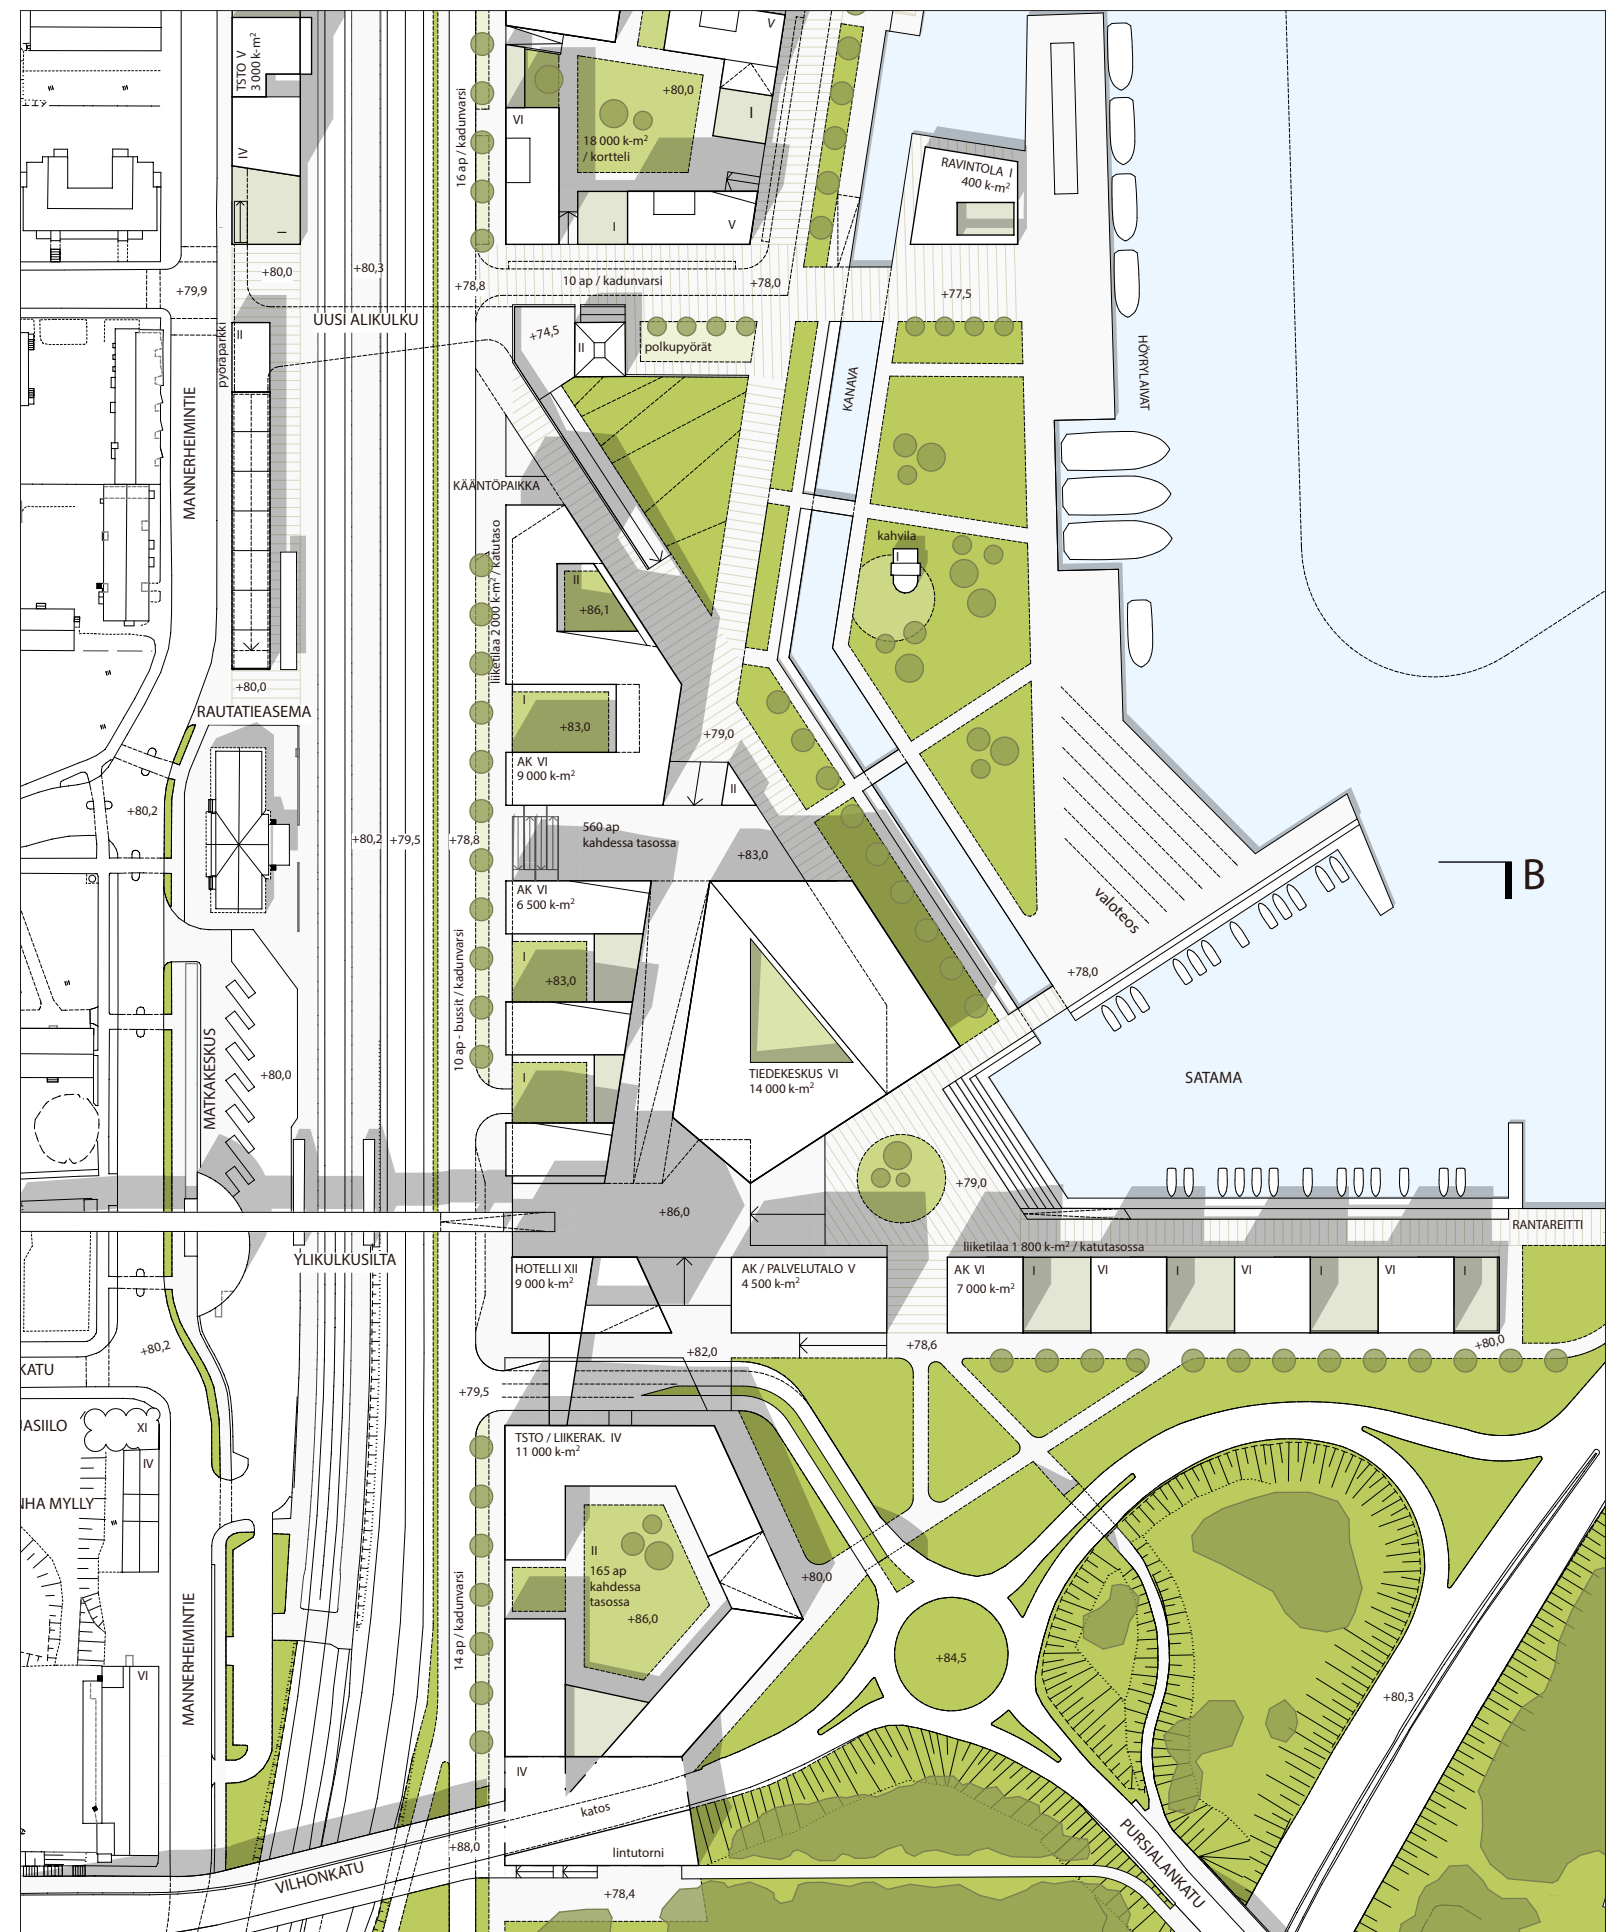 TSTO V
3 000 k-m²
V
+80,0
VI
16 ap / kadunvarsi
18 000 k-m²
/ kortteli
I
IV
RAVINTOLA I
400 k-m²
I
I
V
+80,0
+80,3
+79,9
+78,8
10 ap / kadunvarsi
+78,0
+77,5
UUSI ALIKULKU
pyöräparkki
II
+74,5
II
polkupyörät
HÖYRYLAIVAT
KANAVA
MANNERHEIMINTIE
KÄÄNTÖPAIKKA
liiketilaa 2 000 k-m² / katutaso
kahvila
I
II
+86,1
+80,0
RAUTATIEASEMA
I
+83,0
+79,0
AK VI
9 000 k-m²
II
+80,2
+80,2
+79,5
+78,8
560 ap
kahdessa tasossa
+83,0
B
AK VI
6 500 k-m²
valoteos
10 ap - bussit / kadunvarsi
I
+83,0
+78,0
MATKAKESKUS
+80,0
I
TIEDEKESKUS VI
14 000 k-m²
SATAMA
+79,0
+86,0
RANTAREITTI
YLIKULKUSILTA
liiketilaa 1 800 k-m² / katutasossa
HOTELLI XII
9 000 k-m²
AK / PALVELUTALO V
4 500 k-m²
AK VI
7 000 k-m²
I
VI
I
VI
I
VI
I
+80,2
+82,0
+78,6
+80,0
KATU
+79,5
JASIILO
XI
TSTO / LIIKERAK. IV
11 000 k-m²
IV
NHA MYLLY
II
165 ap
kahdessa
tasossa
+86,0
+80,0
14 ap / kadunvarsi
MANNERHEIMINTIE
+84,5
VI
+80,3
IV
katos
PURSIALANKATU
+88,0
lintutorni
VILHONKATU
+78,4